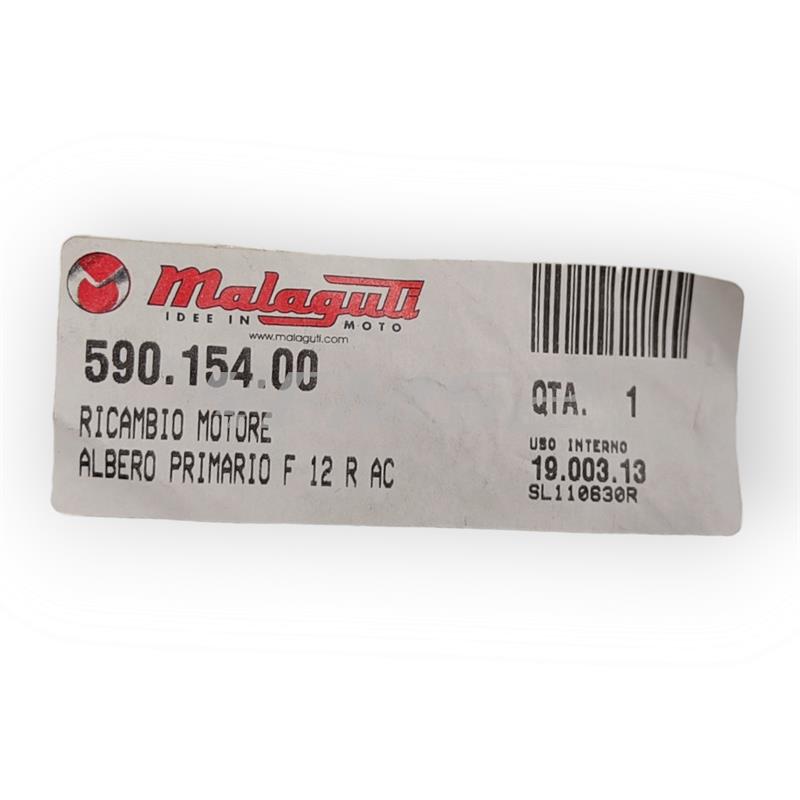 Malaguti
IDEE IN MOTO
www.malaguti.com
590.154.00
RICAMBIO MOTORE
ALBERO PRIMARIO F 12 R AC
QTA. 1
USO INTERNO
19.003.13
SL110630R